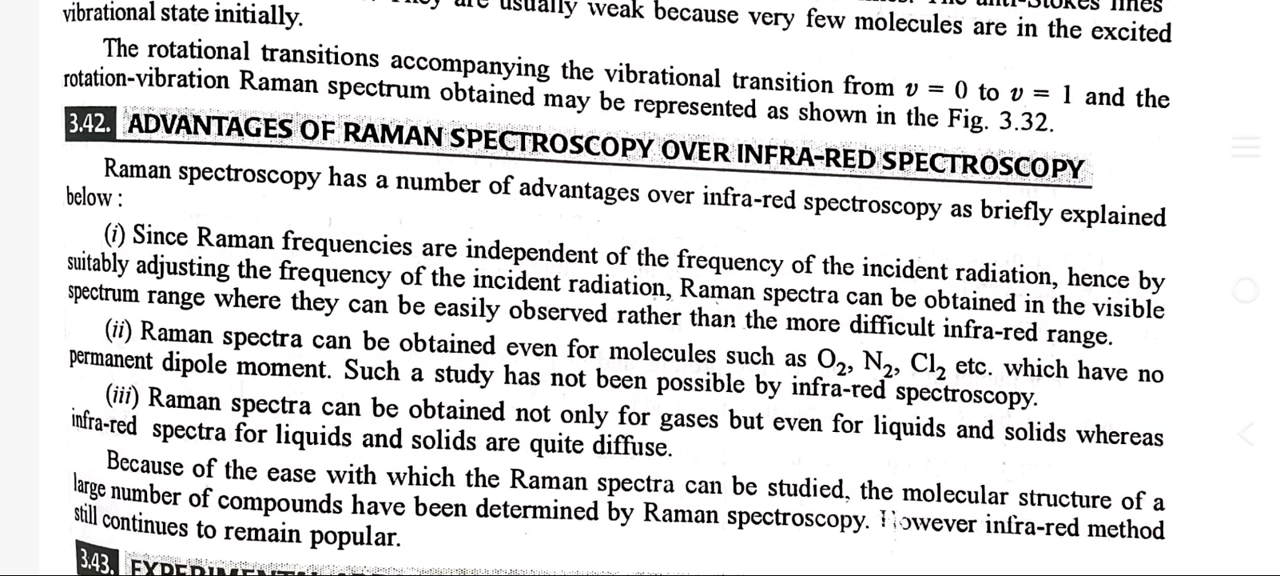 usually weak because very few molecules are in the excited
vibrational state initially.
The rotational transitions accompanying the vibrational transition from v = 0 to v = 1 and the
rotation-vibration Raman spectrum obtained may be represented as shown in the Fig. 3.32.
3.42. ADVANTAGES OF RAMAN SPECTROSCOPY OVER INFRA-RED SPECTROSCOPY
Raman spectroscopy has a number of advantages over infra-red spectroscopy as briefly explained
below :
(i) Since Raman frequencies are independent of the frequency of the incident radiation, hence by
suitably adjusting the frequency of the incident radiation, Raman spectra can be obtained in the visible
spectrum range where they can be easily observed rather than the more difficult infra-red range.
(ii) Raman spectra can be obtained even for molecules such as O₂, N₂, Cl₂ etc. which have no
permanent dipole moment. Such a study has not been possible by infra-red spectroscopy.
(iii) Raman spectra can be obtained not only for gases but even for liquids and solids whereas
infra-red spectra for liquids and solids are quite diffuse.
Because of the ease with which the Raman spectra can be studied, the molecular structure of a
large number of compounds have been determined by Raman spectroscopy. However infra-red method
still continues to remain popular.
3.43.